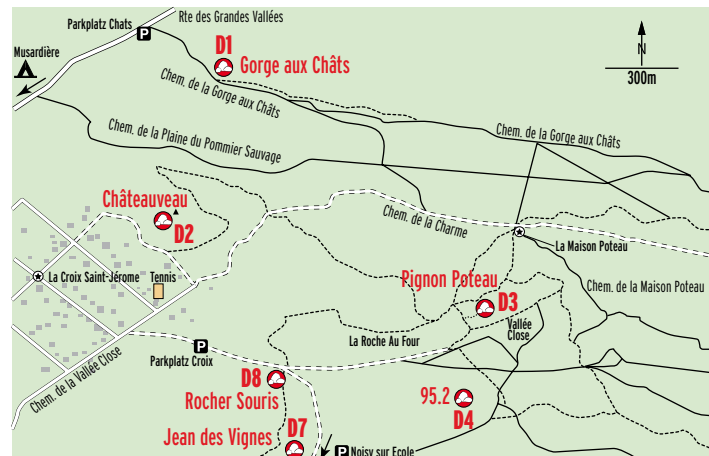 Rte des Grandes Vallées
Parkplatz Chats P
Musardière
D1
Gorge aux Châts
N
300m
Chem. de la Gorge aux Châts
Chem. de la Gorge aux Châts
Chem. de la Plaine du Pommier Sauvage
Châteauveau
D2
Chem. de la Charme
La Maison Poteau
La Croix Saint-Jérome
Tennis
Pignon Poteau
D3
Chem. de la Maison Poteau
Vallée
Close
La Roche Au Four
P
Parkplatz Croix
Chem. de la Vallée Close
D8
Rocher Souris
95.2
D4
D7
Jean des Vignes
P Noisy sur Ecole